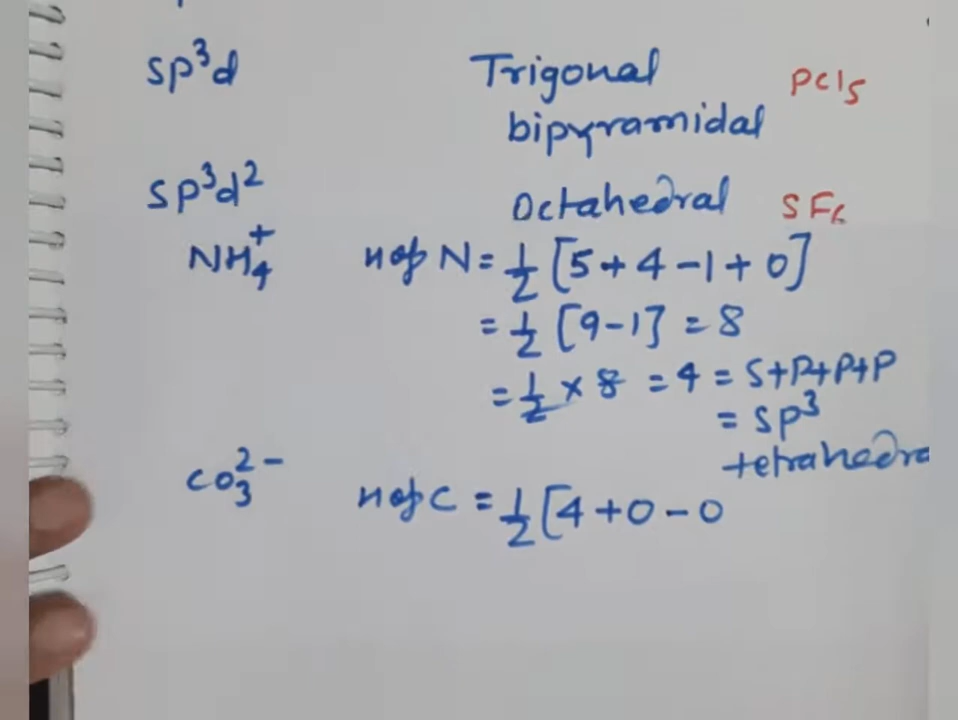 sp³d Trigonal bipyramidal PCl₅
sp³d² Octahedral SF₆
NH₄⁺ H of N = 1/2 [5+4-1+0]
= 1/2 [9-1] = 8
= 1/2 × 8 = 4 = S+P+P+P
= sp³
tetrahedra
CO₃²⁻ H of C = 1/2 [4+0-0